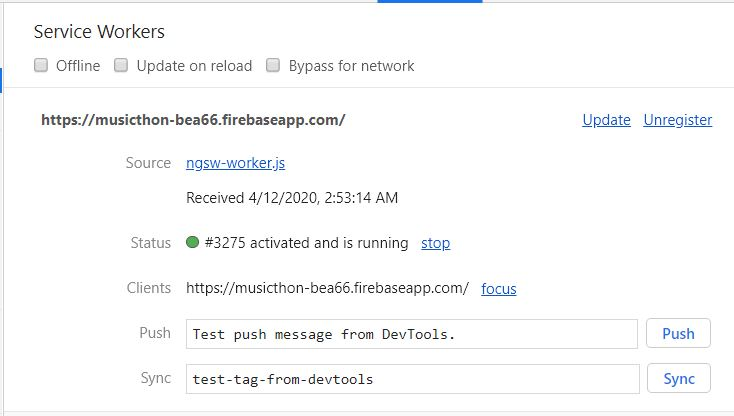 Service Workers
Offline Update on reload Bypass for network
https://musicthon-bea66.firebaseapp.com/ Update Unregister
Source ngsw-worker.js
Received 4/12/2020, 2:53:14 AM
Status #3275 activated and is running stop
Clients https://musicthon-bea66.firebaseapp.com/ focus
Push Test push message from DevTools. Push
Sync test-tag-from-devtools Sync